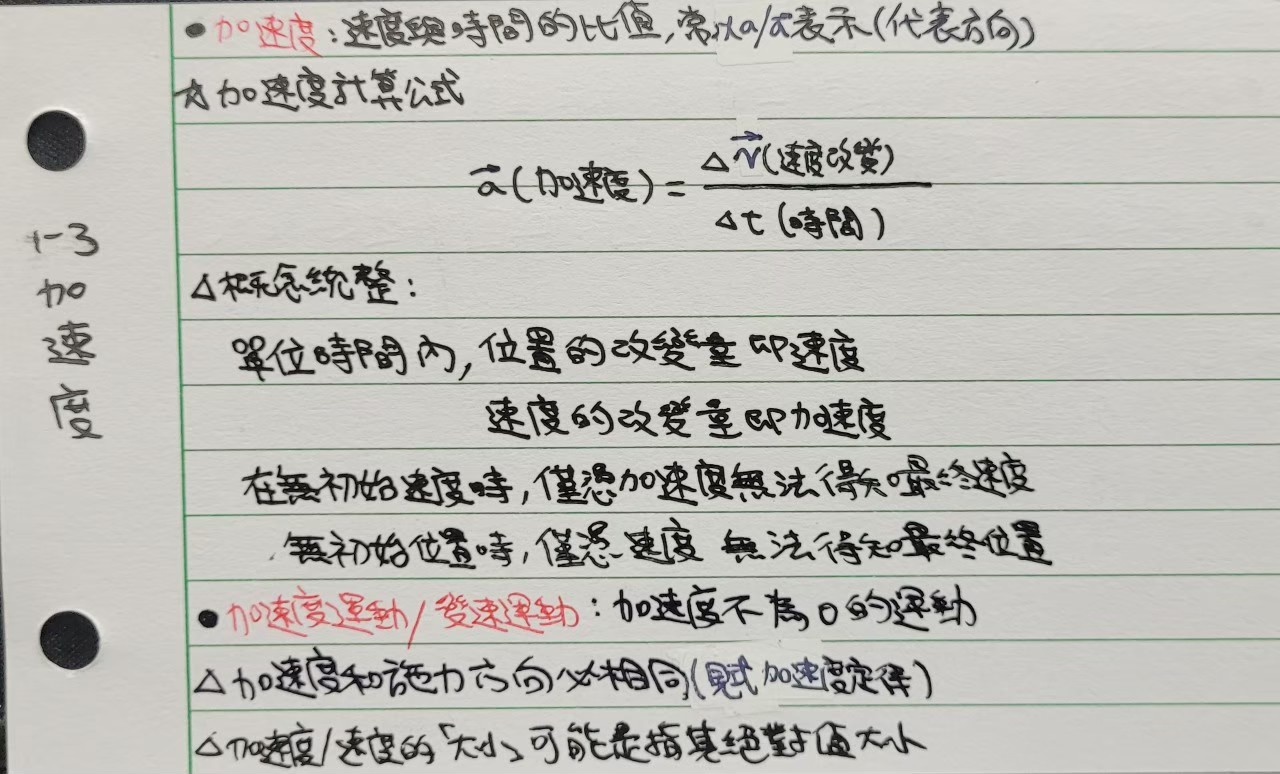 1-3 加速度
●加速度:速度與時間的比值,常以a/a⃗表示(代表方向)
☆加速度計算公式
a⃗(加速度)=Δv⃗(速度改變)/Δt(時間)
△概念統整:
單位時間內,位置的改變量即速度
速度的改變量即加速度
在無初始速度時,僅憑加速度無法得知最終速度
無初始位置時,僅憑速度無法得知最終位置
●加速度運動/變速運動:加速度不為0的運動
△加速度和施力方向必相同(見 加速度定律)
△加速度/速度的「大小」可能是指其絕對值大小